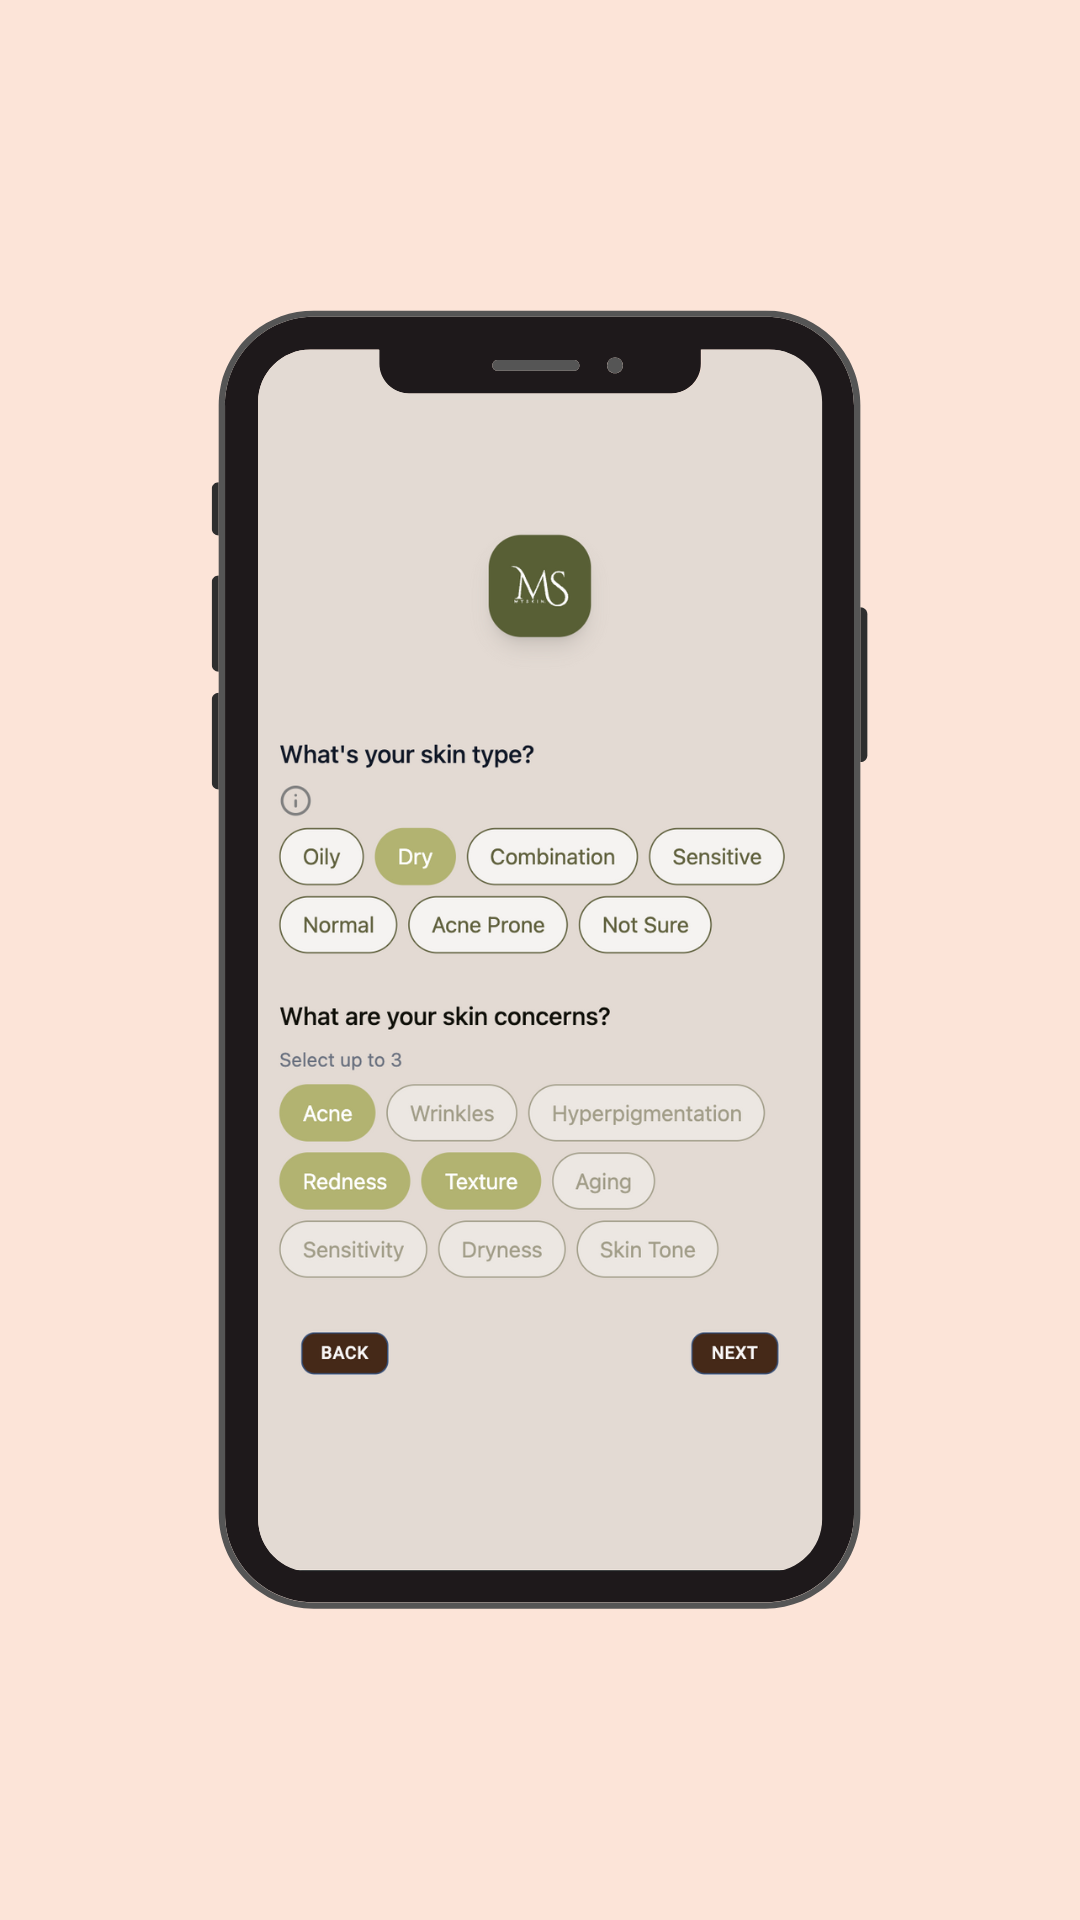 MS
MYSKIN
What's your skin type?
Oily Dry Combination Sensitive
Normal Acne Prone Not Sure
What are your skin concerns?
Select up to 3
Acne Wrinkles Hyperpigmentation
Redness Texture Aging
Sensitivity Dryness Skin Tone
BACK NEXT